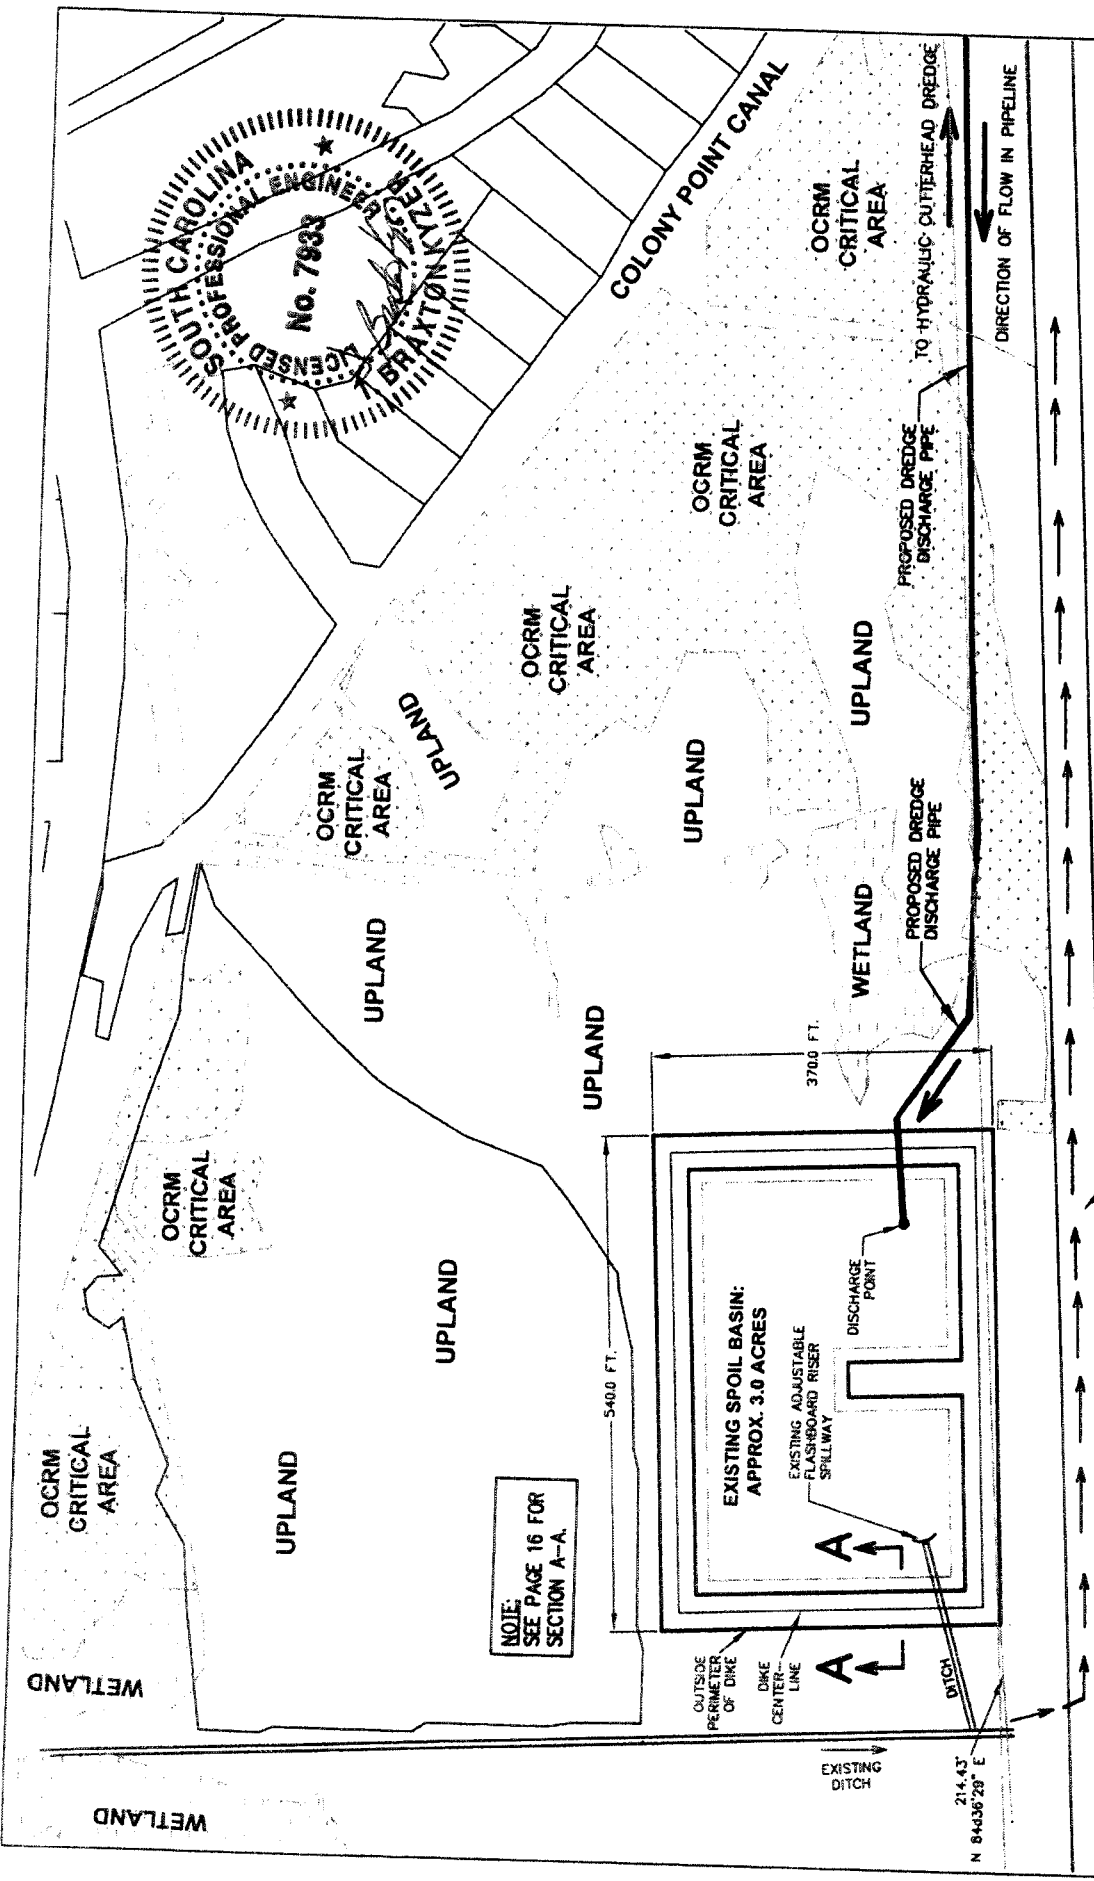 SOUTH CAROLINA
LICENSED PROFESSIONAL ENGINEER
No. 7933
BRAXTON KYZER
COLONY POINT CANAL
OCRM
CRITICAL
AREA
TO HYDRAULIC CUTTERHEAD DREDGE
DIRECTION OF FLOW IN PIPELINE
PROPOSED DREDGE
DISCHARGE PIPE
OCRM
CRITICAL
AREA
OCRM
CRITICAL
AREA
UPLAND
UPLAND
OCRM
CRITICAL
AREA
UPLAND
WETLAND
PROPOSED DREDGE
DISCHARGE PIPE
UPLAND
UPLAND
370.0 FT.
OCRM
CRITICAL
AREA
UPLAND
540.0 FT.
EXISTING SPOIL BASIN:
APPROX. 3.0 ACRES
EXISTING ADJUSTABLE
FLASHBOARD RISER
SPILLWAY
DISCHARGE
POINT
OCRM
CRITICAL
AREA
UPLAND
NOTE:
SEE PAGE 16 FOR
SECTION A-A.
A
A
OUTSIDE
PERIMETER
OF DIKE
DIKE
CENTER-
LINE
DITCH
WETLAND
WETLAND
EXISTING
DITCH
214.43'
N 84d36'29" E